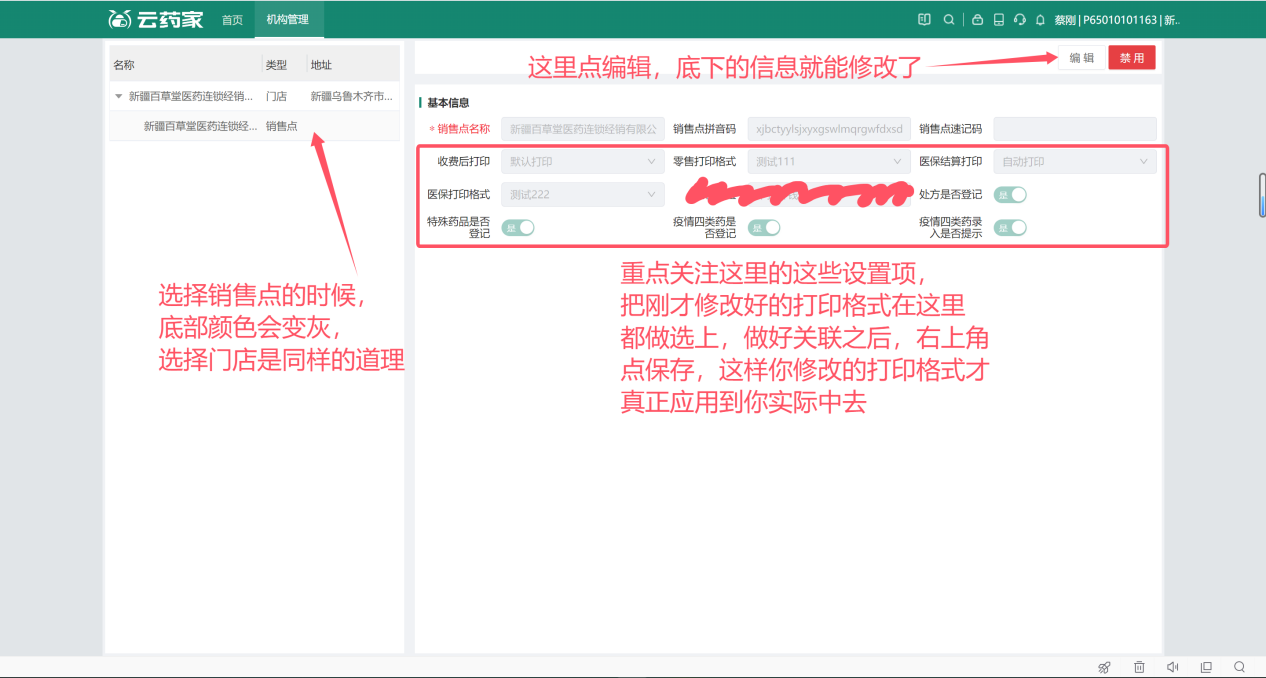 云药家 首页 机构管理 蔡刚 | P65010101163 | 新..
名称 类型 地址
新疆百草堂医药连锁经销... 门店 新疆乌鲁木齐市...
新疆百草堂医药连锁经... 销售点
选择销售点的时候，
底部颜色会变灰，
选择门店是同样的道理
这里点编辑，底下的信息就能修改了
编 辑 禁 用
基本信息
* 销售点名称 新疆百草堂医药连锁经销有限公 销售点拼音码 xjbctyylsjxyxgswlmqrgwfdxsd 销售点速记码
收费后打印 默认打印 零售打印格式 测试111 医保结算打印 自动打印
医保打印格式 测试222 处方是否登记 是
特殊药品是否
登记 是
疫情四类药是
否登记 是
疫情四类药录
入是否提示 是
重点关注这里的这些设置项，
把刚才修改好的打印格式在这里
都做选上，做好关联之后，右上角
点保存，这样你修改的打印格式才
真正应用到你实际中去